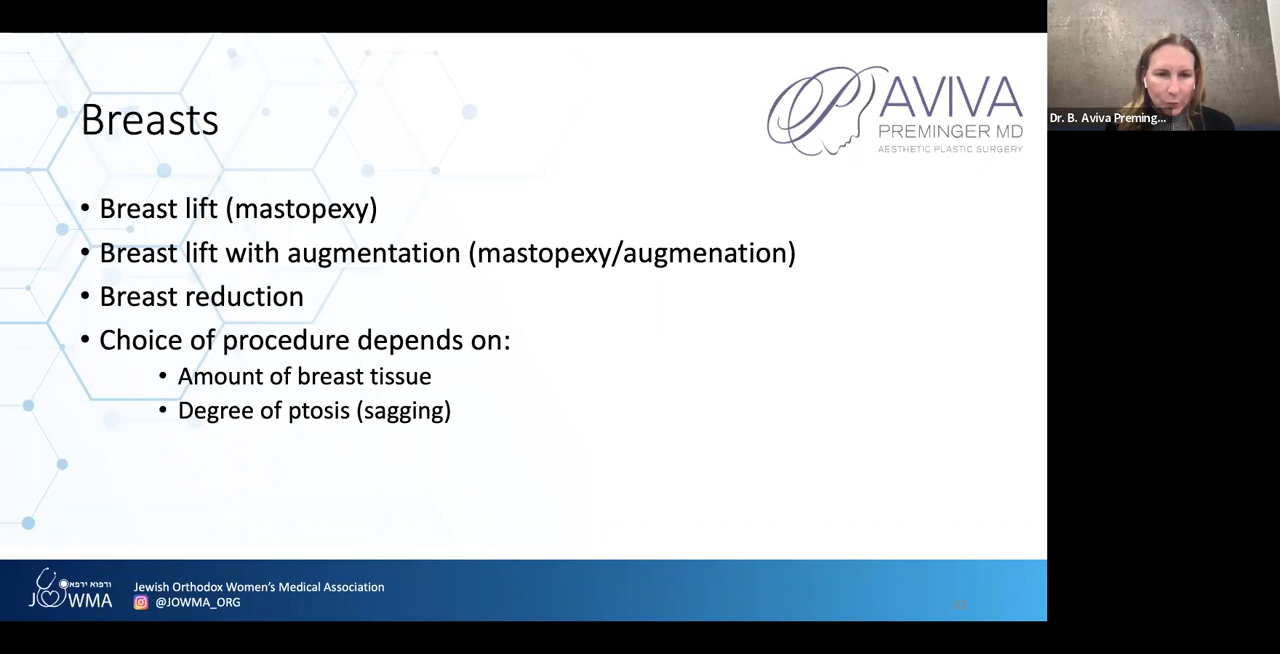 Breasts
AVIVA
PREMINGER MD
AESTHETIC PLASTIC SURGERY
Dr. B. Aviva Preming...
• Breast lift (mastopexy)
• Breast lift with augmentation (mastopexy/augmenation)
• Breast reduction
• Choice of procedure depends on:
• Amount of breast tissue
• Degree of ptosis (sagging)
ורפוא ירפא
JOWMA
Jewish Orthodox Women's Medical Association
@JOWMA_ORG